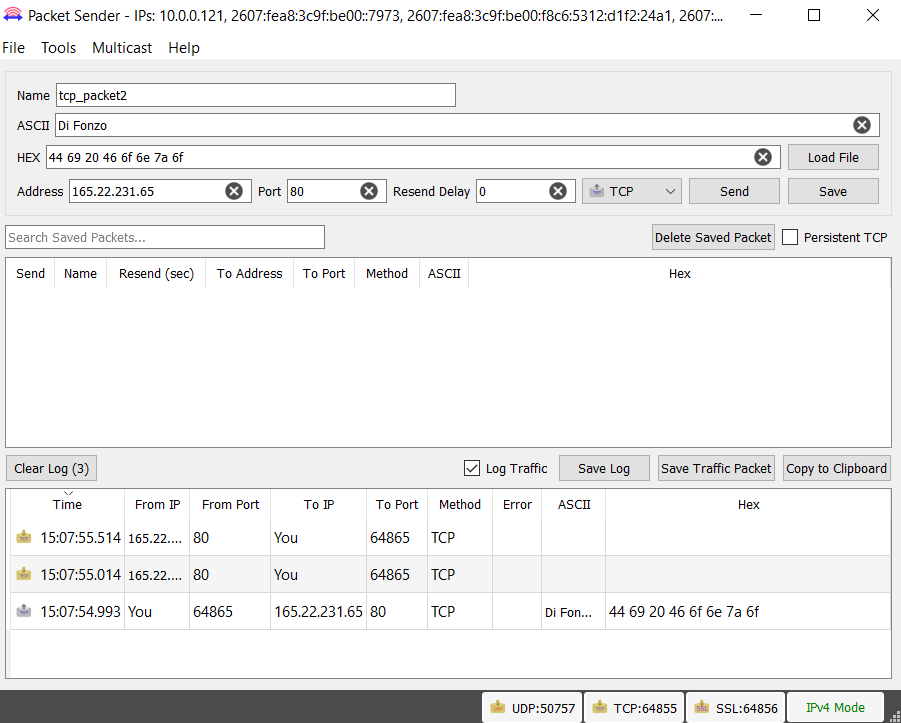 Packet Sender - IPs: 10.0.0.121, 2607:fea8:3c9f:be00::7973, 2607:fea8:3c9f:be00:f8c6:5312:d1f2:24a1, 2607:...
File Tools Multicast Help
Name tcp_packet2
ASCII Di Fonzo
HEX 44 69 20 46 6f 6e 7a 6f Load File
Address 165.22.231.65 Port 80 Resend Delay 0 TCP Send Save
Search Saved Packets... Delete Saved Packet Persistent TCP
Send Name Resend (sec) To Address To Port Method ASCII Hex
Clear Log (3) Log Traffic Save Log Save Traffic Packet Copy to Clipboard
Time From IP From Port To IP To Port Method Error ASCII Hex
15:07:55.514 165.22.... 80 You 64865 TCP
15:07:55.014 165.22.... 80 You 64865 TCP
15:07:54.993 You 64865 165.22.231.65 80 TCP Di Fon... 44 69 20 46 6f 6e 7a 6f
UDP:50757 TCP:64855 SSL:64856 IPv4 Mode